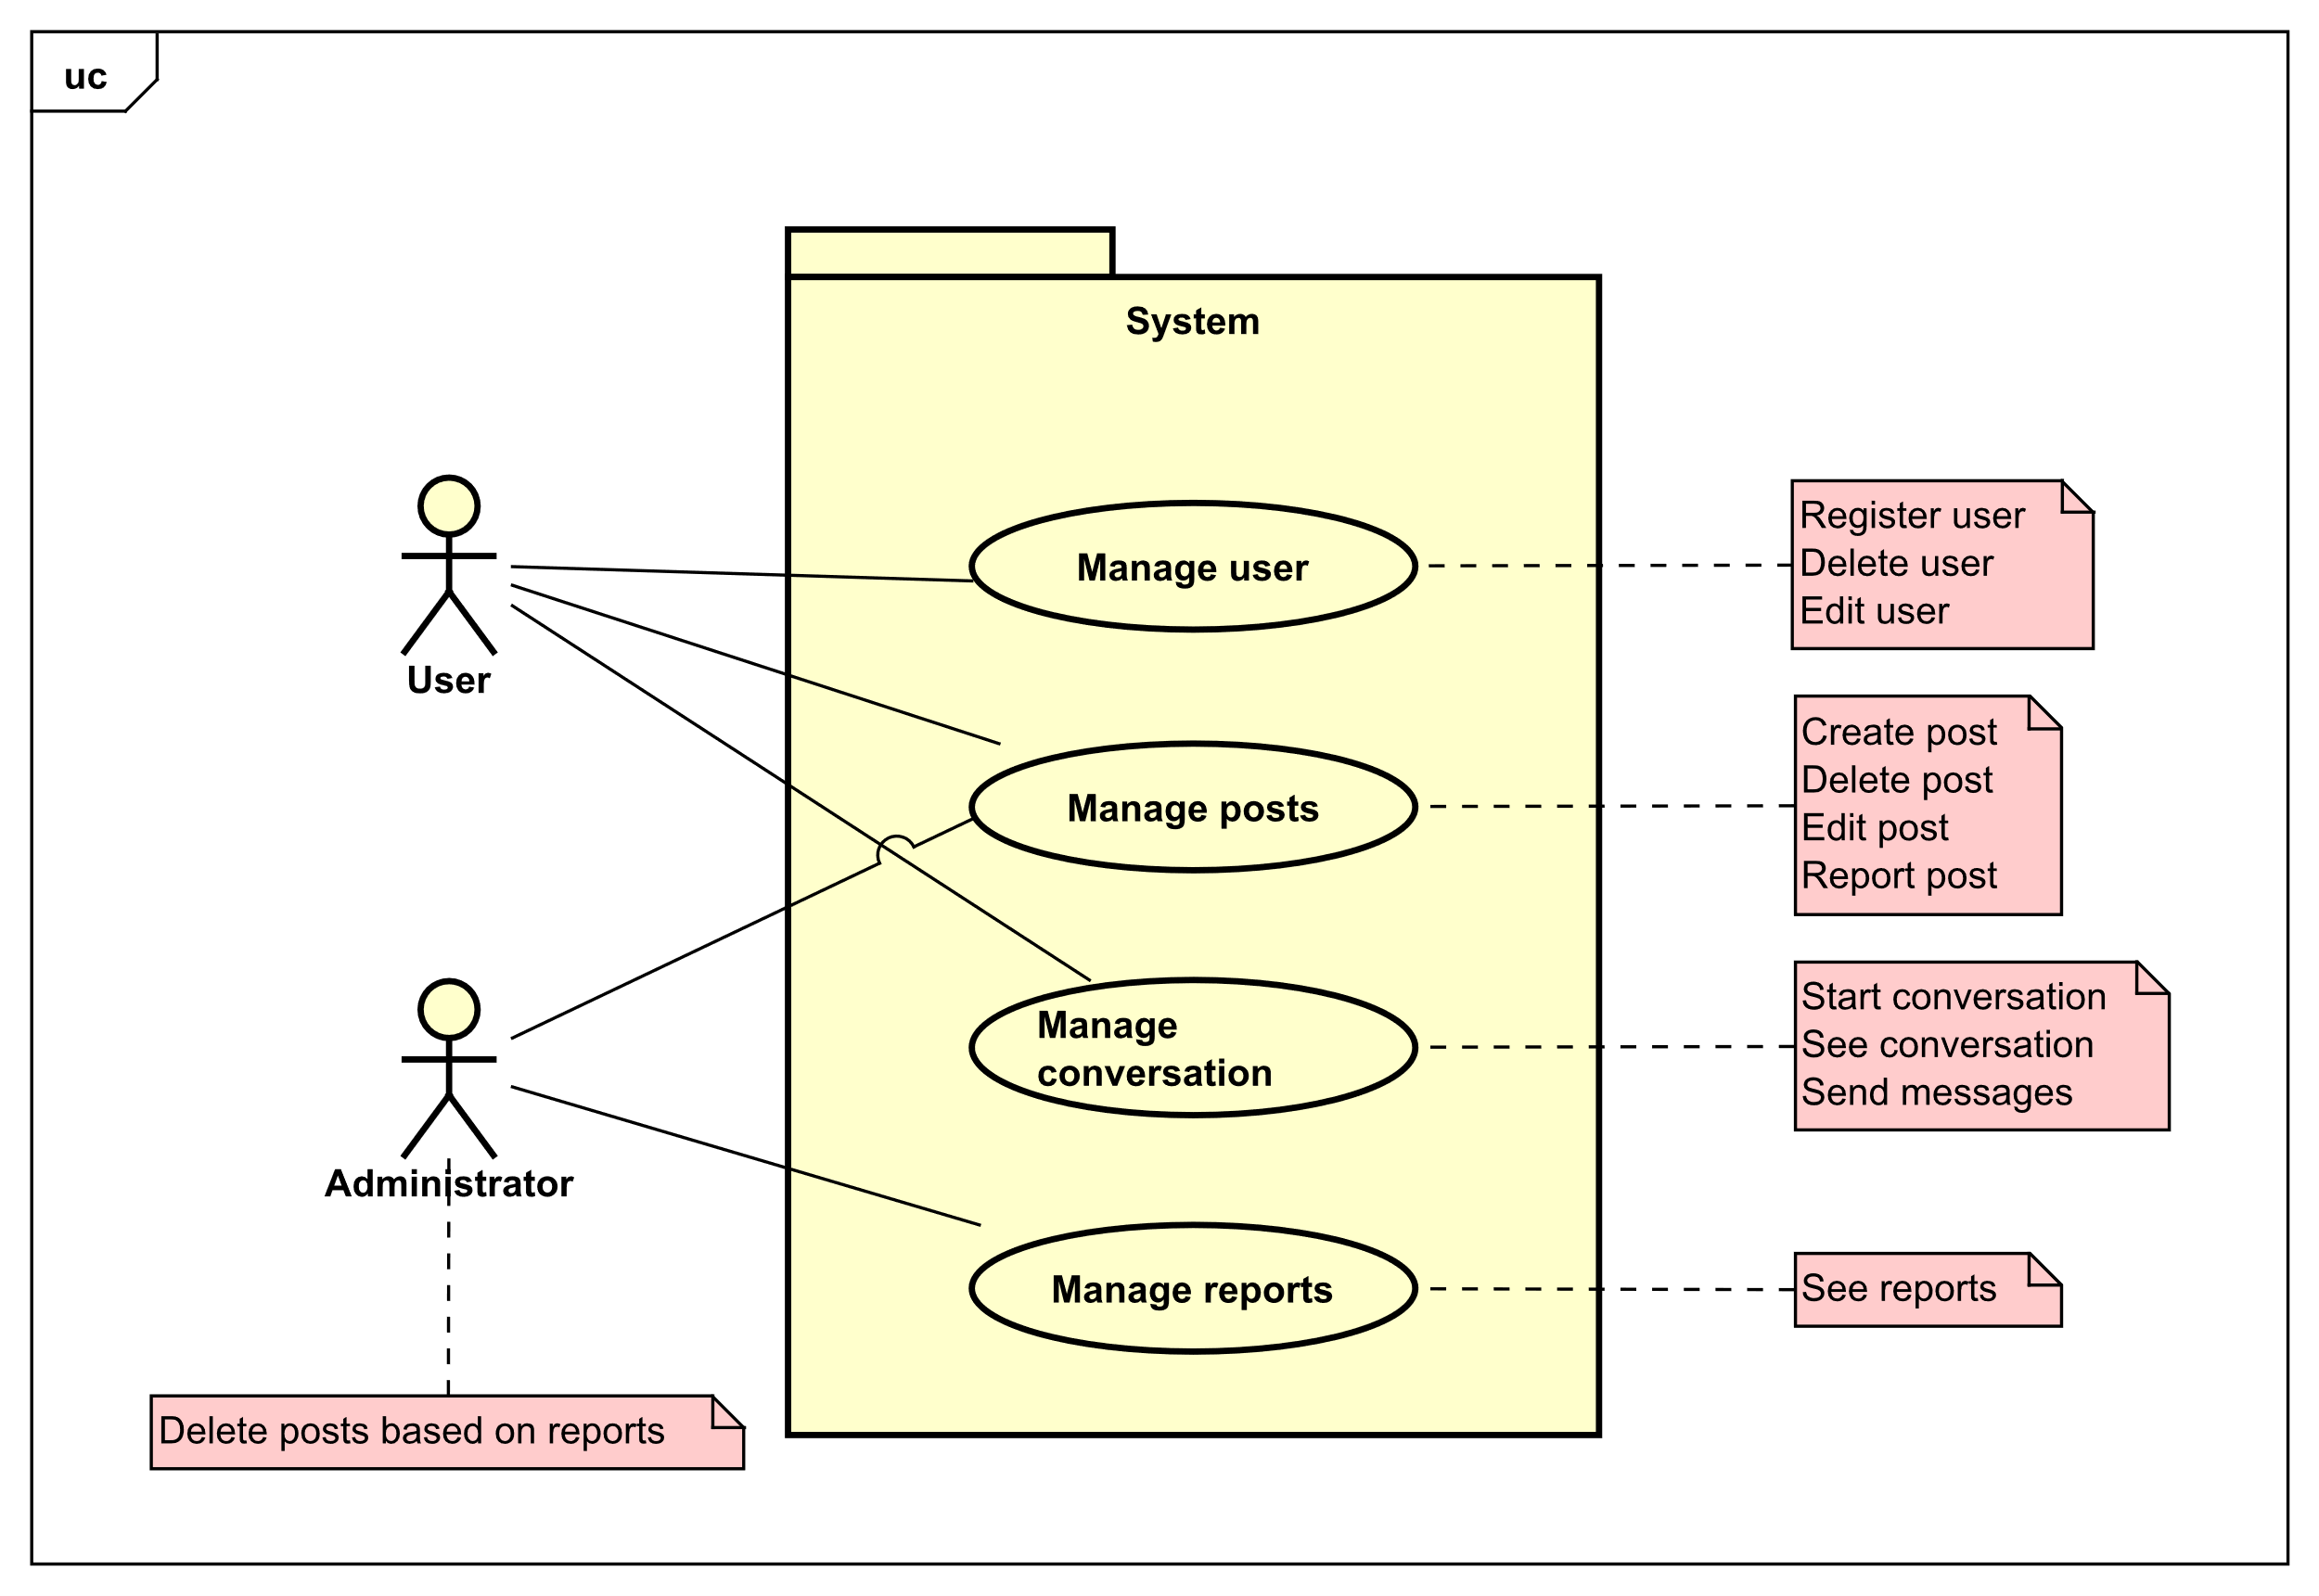 uc
System
User
Manage user
Register user
Delete user
Edit user
Manage posts
Create post
Delete post
Edit post
Report post
Administrator
Manage
conversation
Start conversation
See conversation
Send messages
Manage reports
See reports
Delete posts based on reports